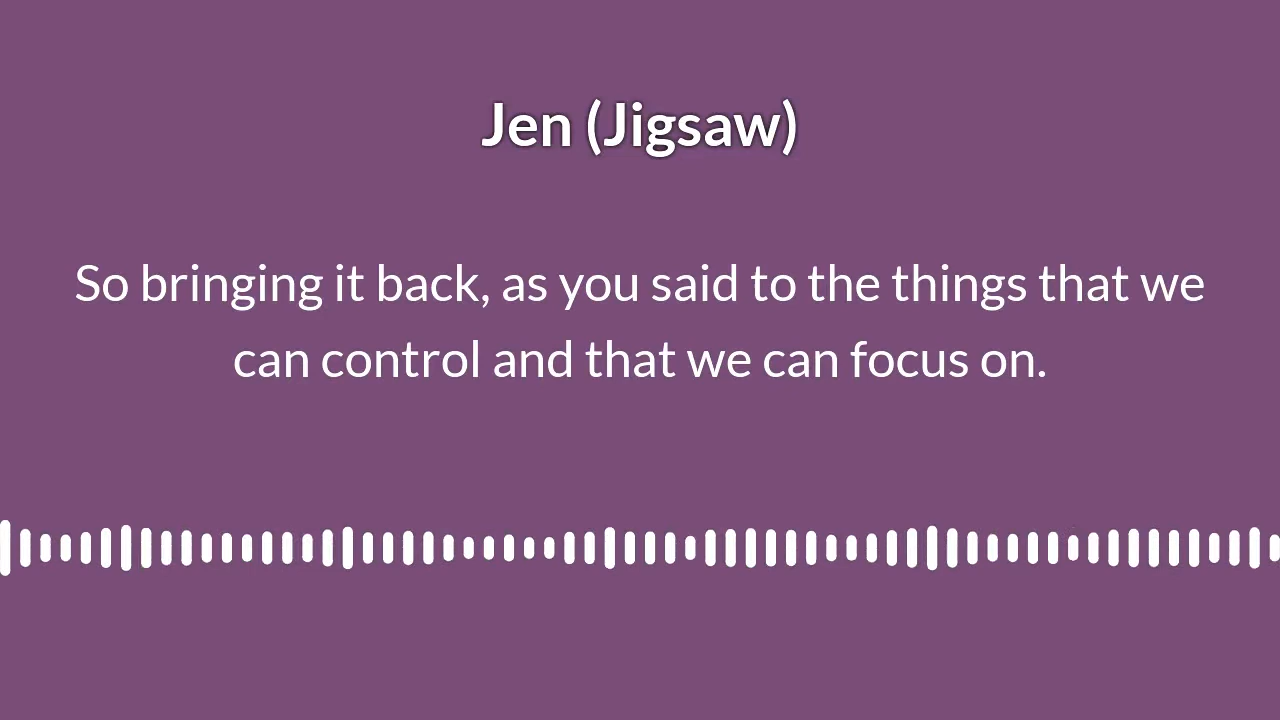 Jen (Jigsaw)
So bringing it back, as you said to the things that we
can control and that we can focus on.